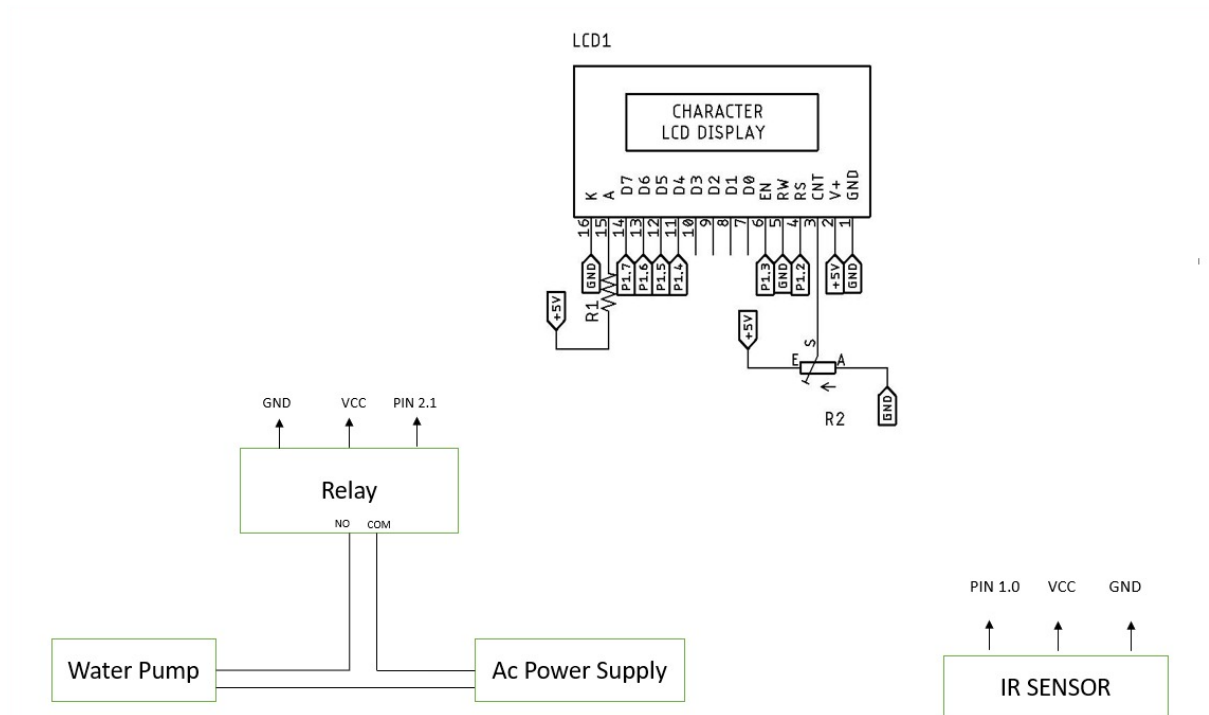 LCD1
CHARACTER
LCD DISPLAY
K A D7 D6 D5 D4 D3 D2 D1 D0 EN RW RS CNT V+ GND
16 15 14 13 12 11 10 9 8 7 6 5 4 3 2 1
GND P1.7 P1.6 P1.5 P1.4 P1.3 GND P1.2 +5V GND
+5V R1
+5V S
E A
GND
R2
GND VCC PIN 2.1
Relay
NO COM
PIN 1.0 VCC GND
Water Pump
Ac Power Supply
IR SENSOR